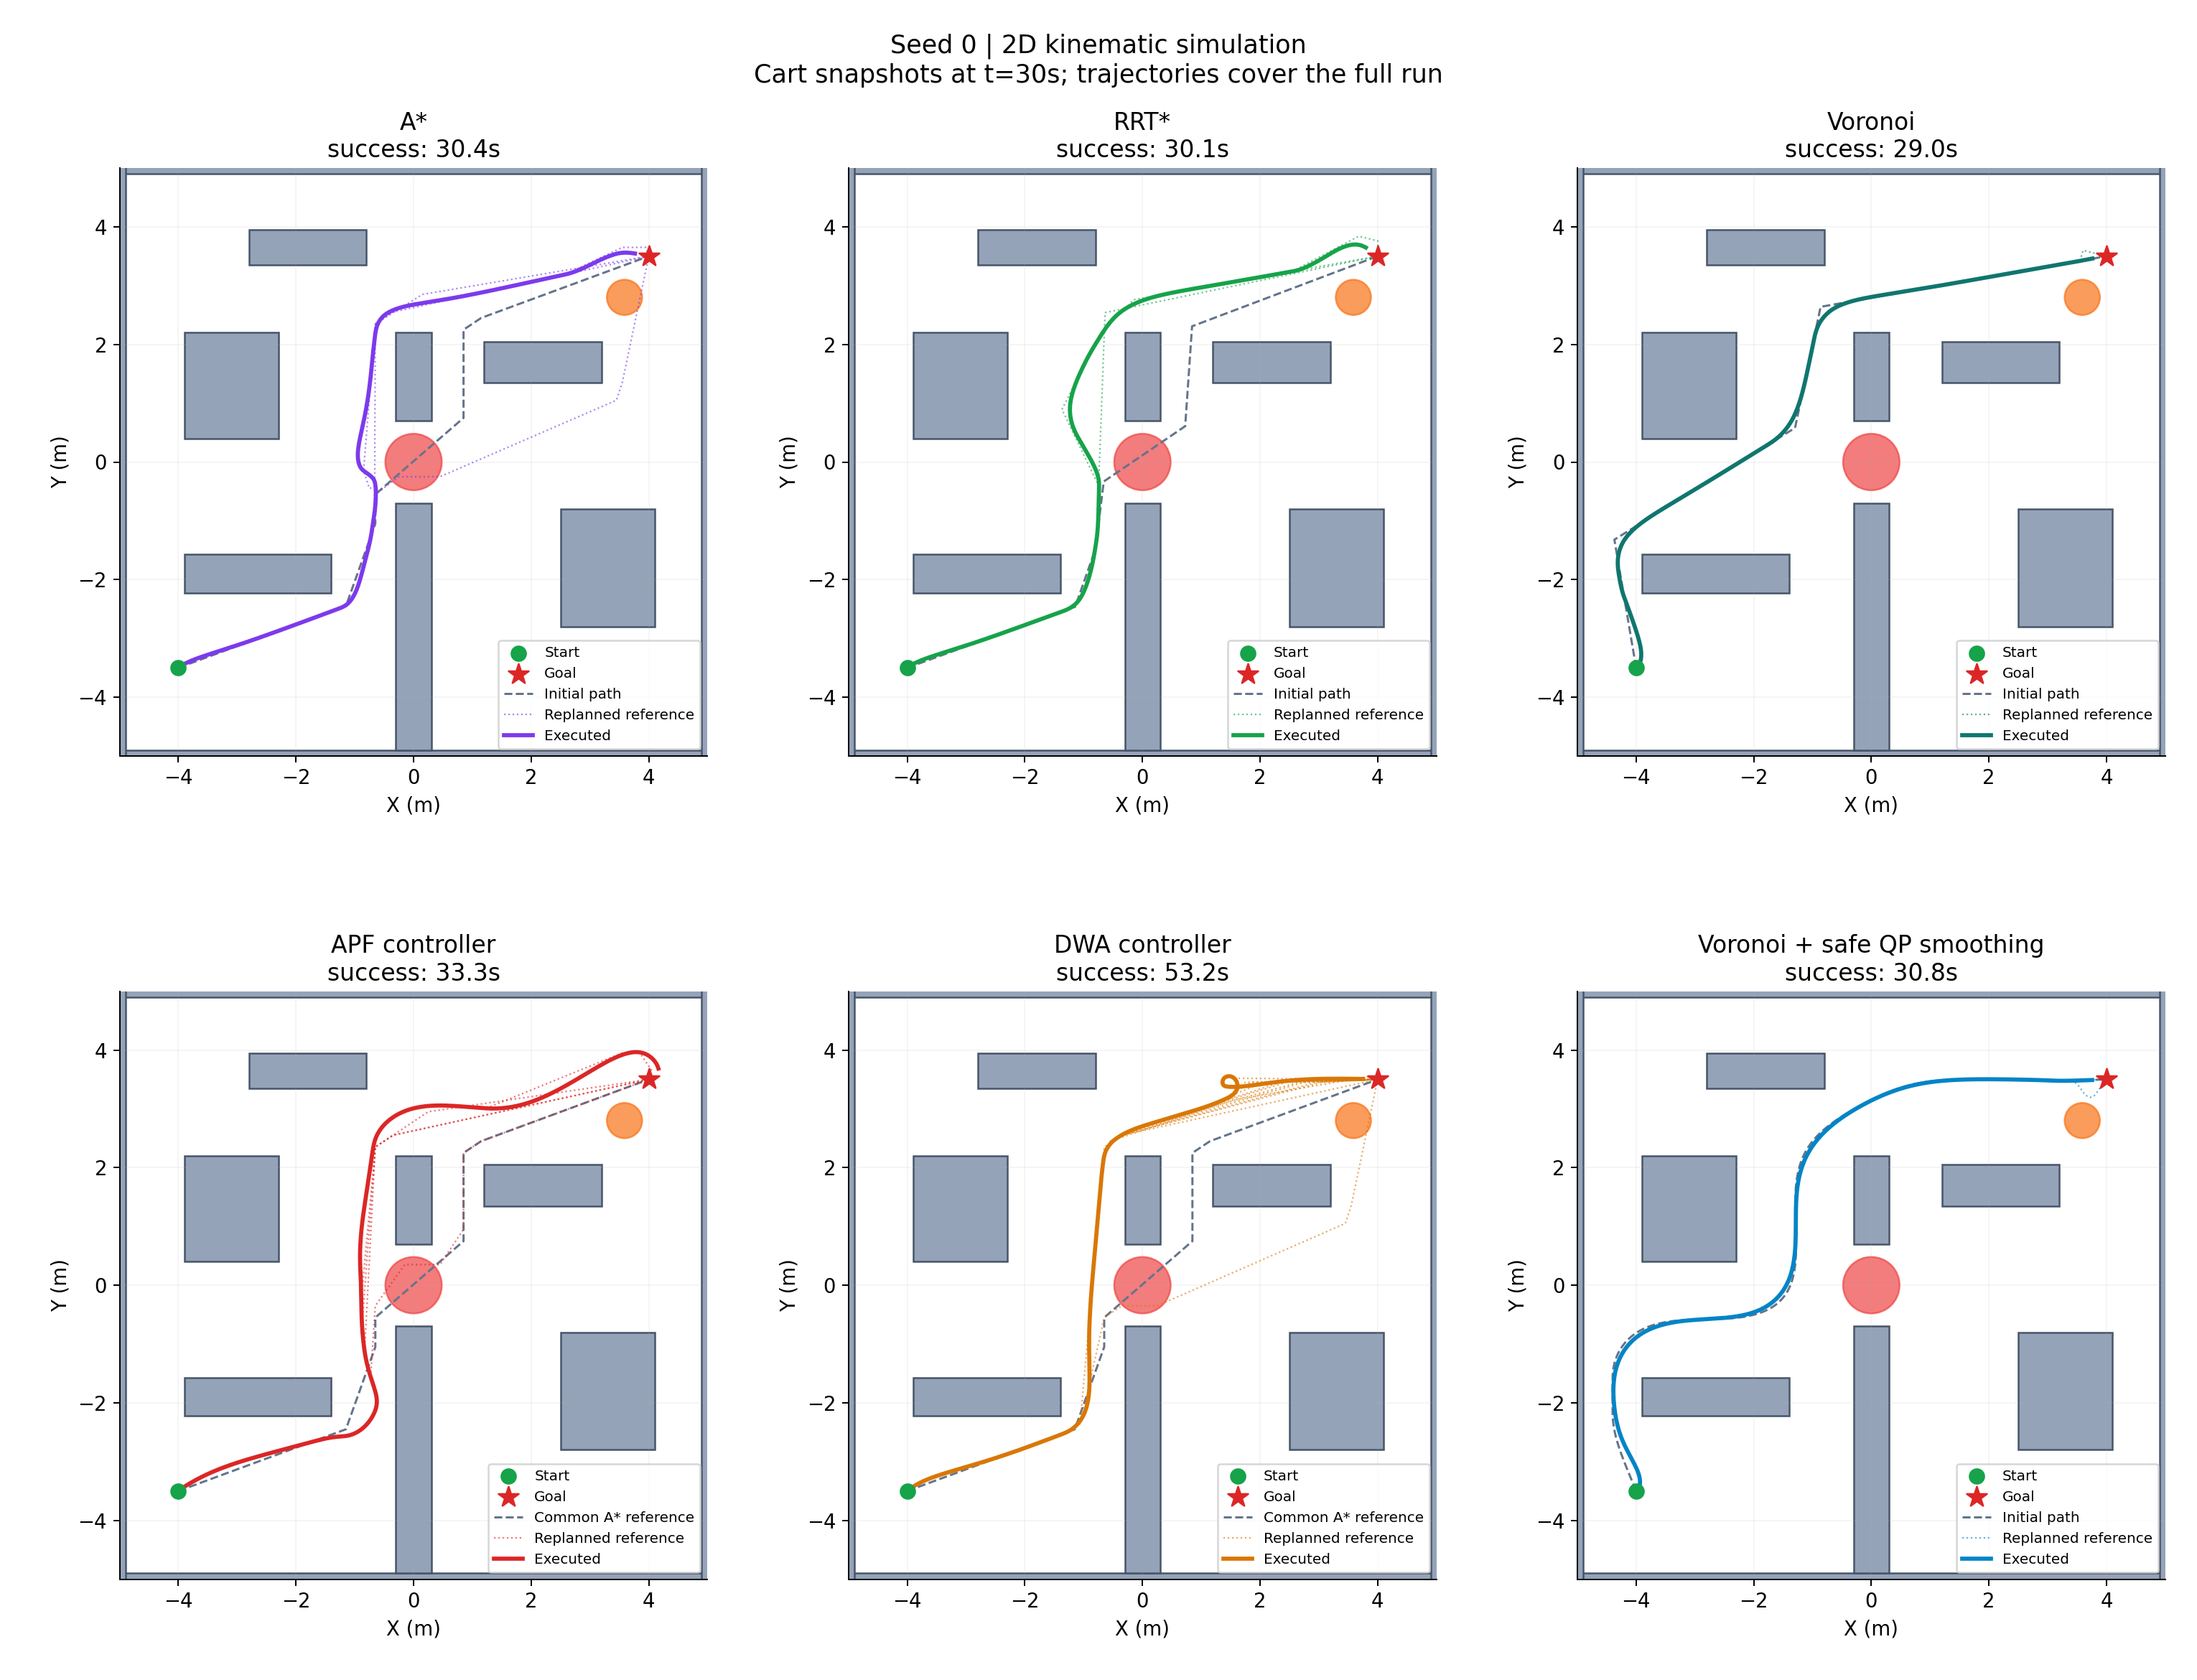 Seed 0 | 2D kinematic simulation
Cart snapshots at t=30s; trajectories cover the full run
A*
success: 30.4s
Y (m)
4
2
0
−2
−4
−4 −2 0 2 4
X (m)
Start
Goal
Initial path
Replanned reference
Executed
RRT*
success: 30.1s
Y (m)
4
2
0
−2
−4
−4 −2 0 2 4
X (m)
Start
Goal
Initial path
Replanned reference
Executed
Voronoi
success: 29.0s
Y (m)
4
2
0
−2
−4
−4 −2 0 2 4
X (m)
Start
Goal
Initial path
Replanned reference
Executed
APF controller
success: 33.3s
Y (m)
4
2
0
−2
−4
−4 −2 0 2 4
X (m)
Start
Goal
Common A* reference
Replanned reference
Executed
DWA controller
success: 53.2s
Y (m)
4
2
0
−2
−4
−4 −2 0 2 4
X (m)
Start
Goal
Common A* reference
Replanned reference
Executed
Voronoi + safe QP smoothing
success: 30.8s
Y (m)
4
2
0
−2
−4
−4 −2 0 2 4
X (m)
Start
Goal
Initial path
Replanned reference
Executed